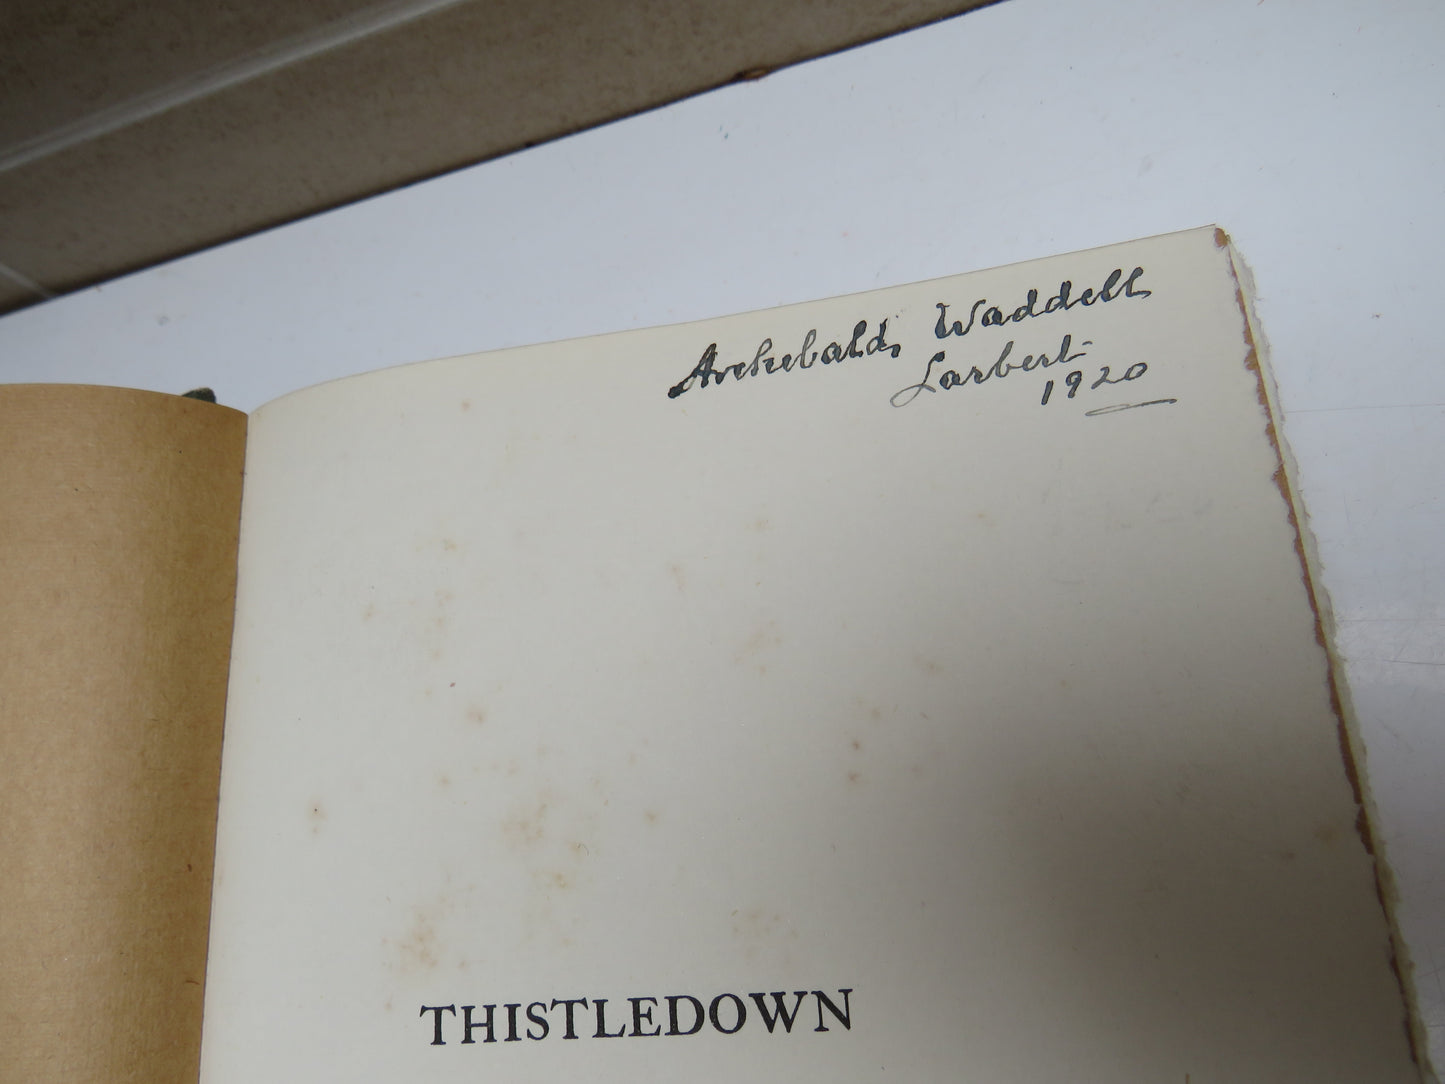 Archibald Waddell
Larbert
1920
THISTLEDOWN